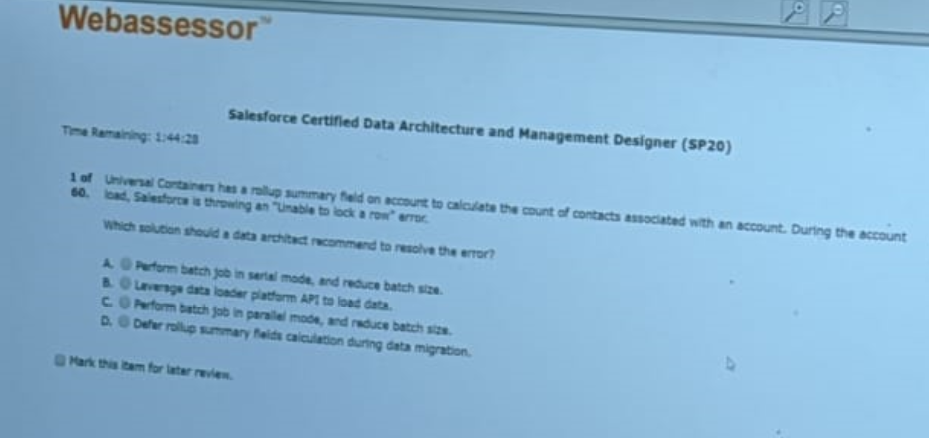 Webassessor™
Salesforce Certified Data Architecture and Management Designer (SP20)
Time Remaining: 1:44:28
1 of Universal Containers has a rollup summary field on account to calculate the count of contacts associated with an account. During the account
60. load, Salesforce is throwing an "Unable to lock a row" error.
Which solution should a data architect recommend to resolve the error?
A. Perform batch job in serial mode, and reduce batch size.
B. Leverage data loader platform API to load data.
C. Perform batch job in parallel mode, and reduce batch size.
D. Defer rollup summary fields calculation during data migration.
Mark this item for later review.